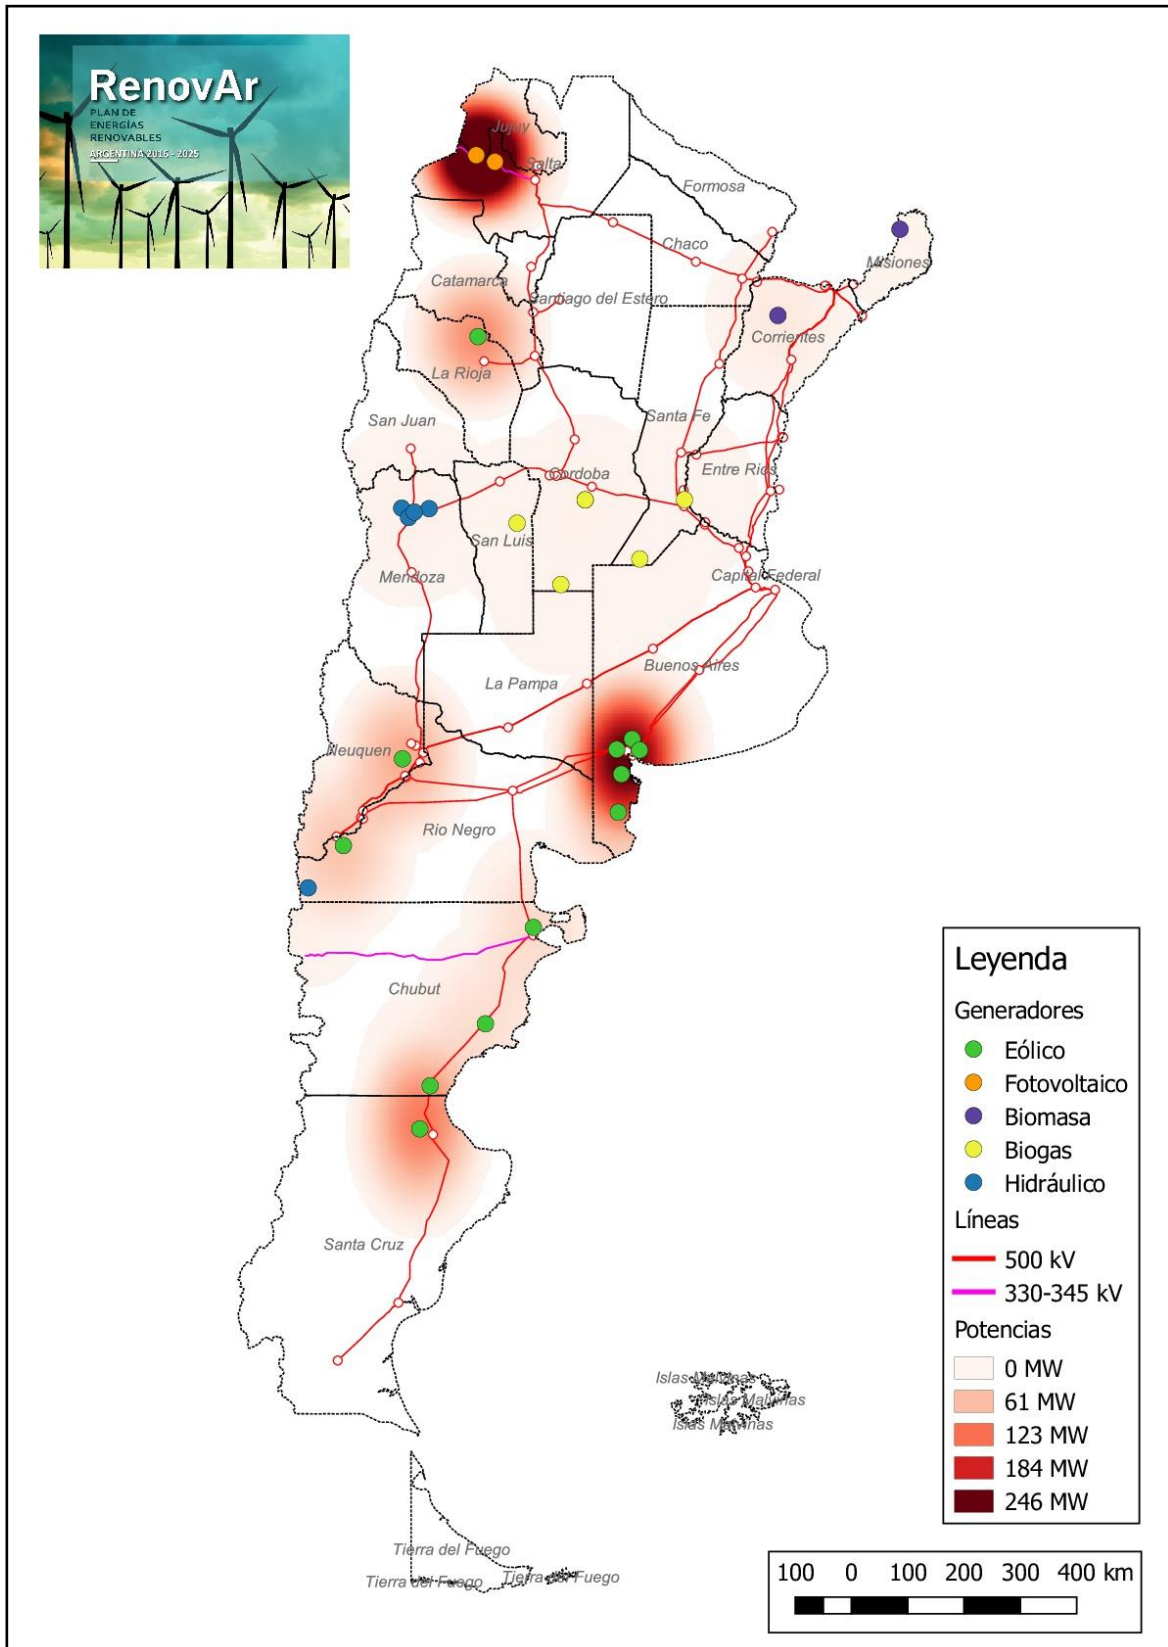 RenovAr
PLAN DE
ENERGÍAS
RENOVABLES
ARGENTINA 2016 - 2025
Jujuy
Salta
Formosa
Chaco
Misiones
Catamarca
Santiago del Estero
Corrientes
La Rioja
San Juan
Santa Fe
Cordoba
Entre Rios
San Luis
Mendoza
Capital Federal
Buenos Aires
La Pampa
Neuquen
Rio Negro
Chubut
Santa Cruz
Islas Malvinas
Islas Malvinas
Islas Malvinas
Tierra del Fuego
Tierra del Fuego
Tierra del Fuego
Leyenda
Generadores
Eólico
Fotovoltaico
Biomasa
Biogas
Hidráulico
Líneas
500 kV
330-345 kV
Potencias
0 MW
61 MW
123 MW
184 MW
246 MW
100 0 100 200 300 400 km